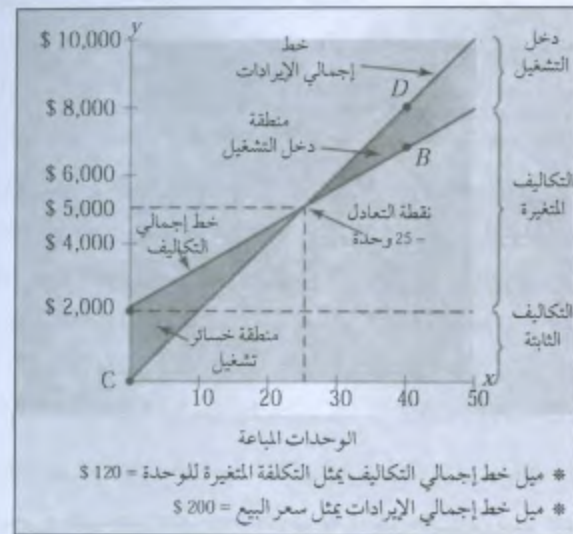 y
$ 10,000
$ 8,000
$ 6,000
$ 5,000
$ 4,000
$ 2,000
C
خط
إجمالي الإيرادات
D
منطقة
دخل التشغيل
B
نقطة التعادل
= 25 وحدة
خط إجمالي
التكاليف
منطقة خسائر
تشغيل
دخل
التشغيل
التكاليف
المتغيرة
التكاليف
الثابتة
10
20
30
40
50
x
الوحدات المباعة
* ميل خط إجمالي التكاليف يمثل التكلفة المتغيرة للوحدة = 120 $
* ميل خط إجمالي الإيرادات يمثل سعر البيع = 200 $